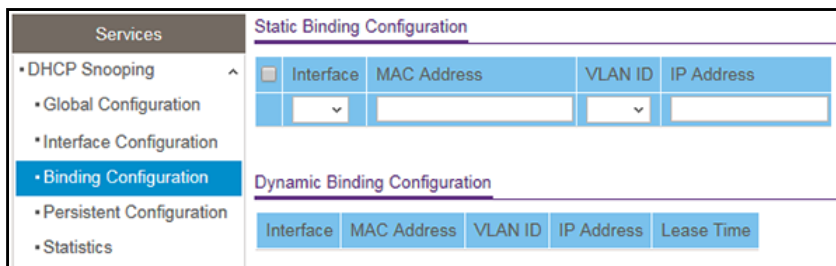 Services
• DHCP Snooping
• Global Configuration
• Interface Configuration
• Binding Configuration
• Persistent Configuration
• Statistics
Static Binding Configuration
Interface MAC Address VLAN ID IP Address
Dynamic Binding Configuration
Interface MAC Address VLAN ID IP Address Lease Time